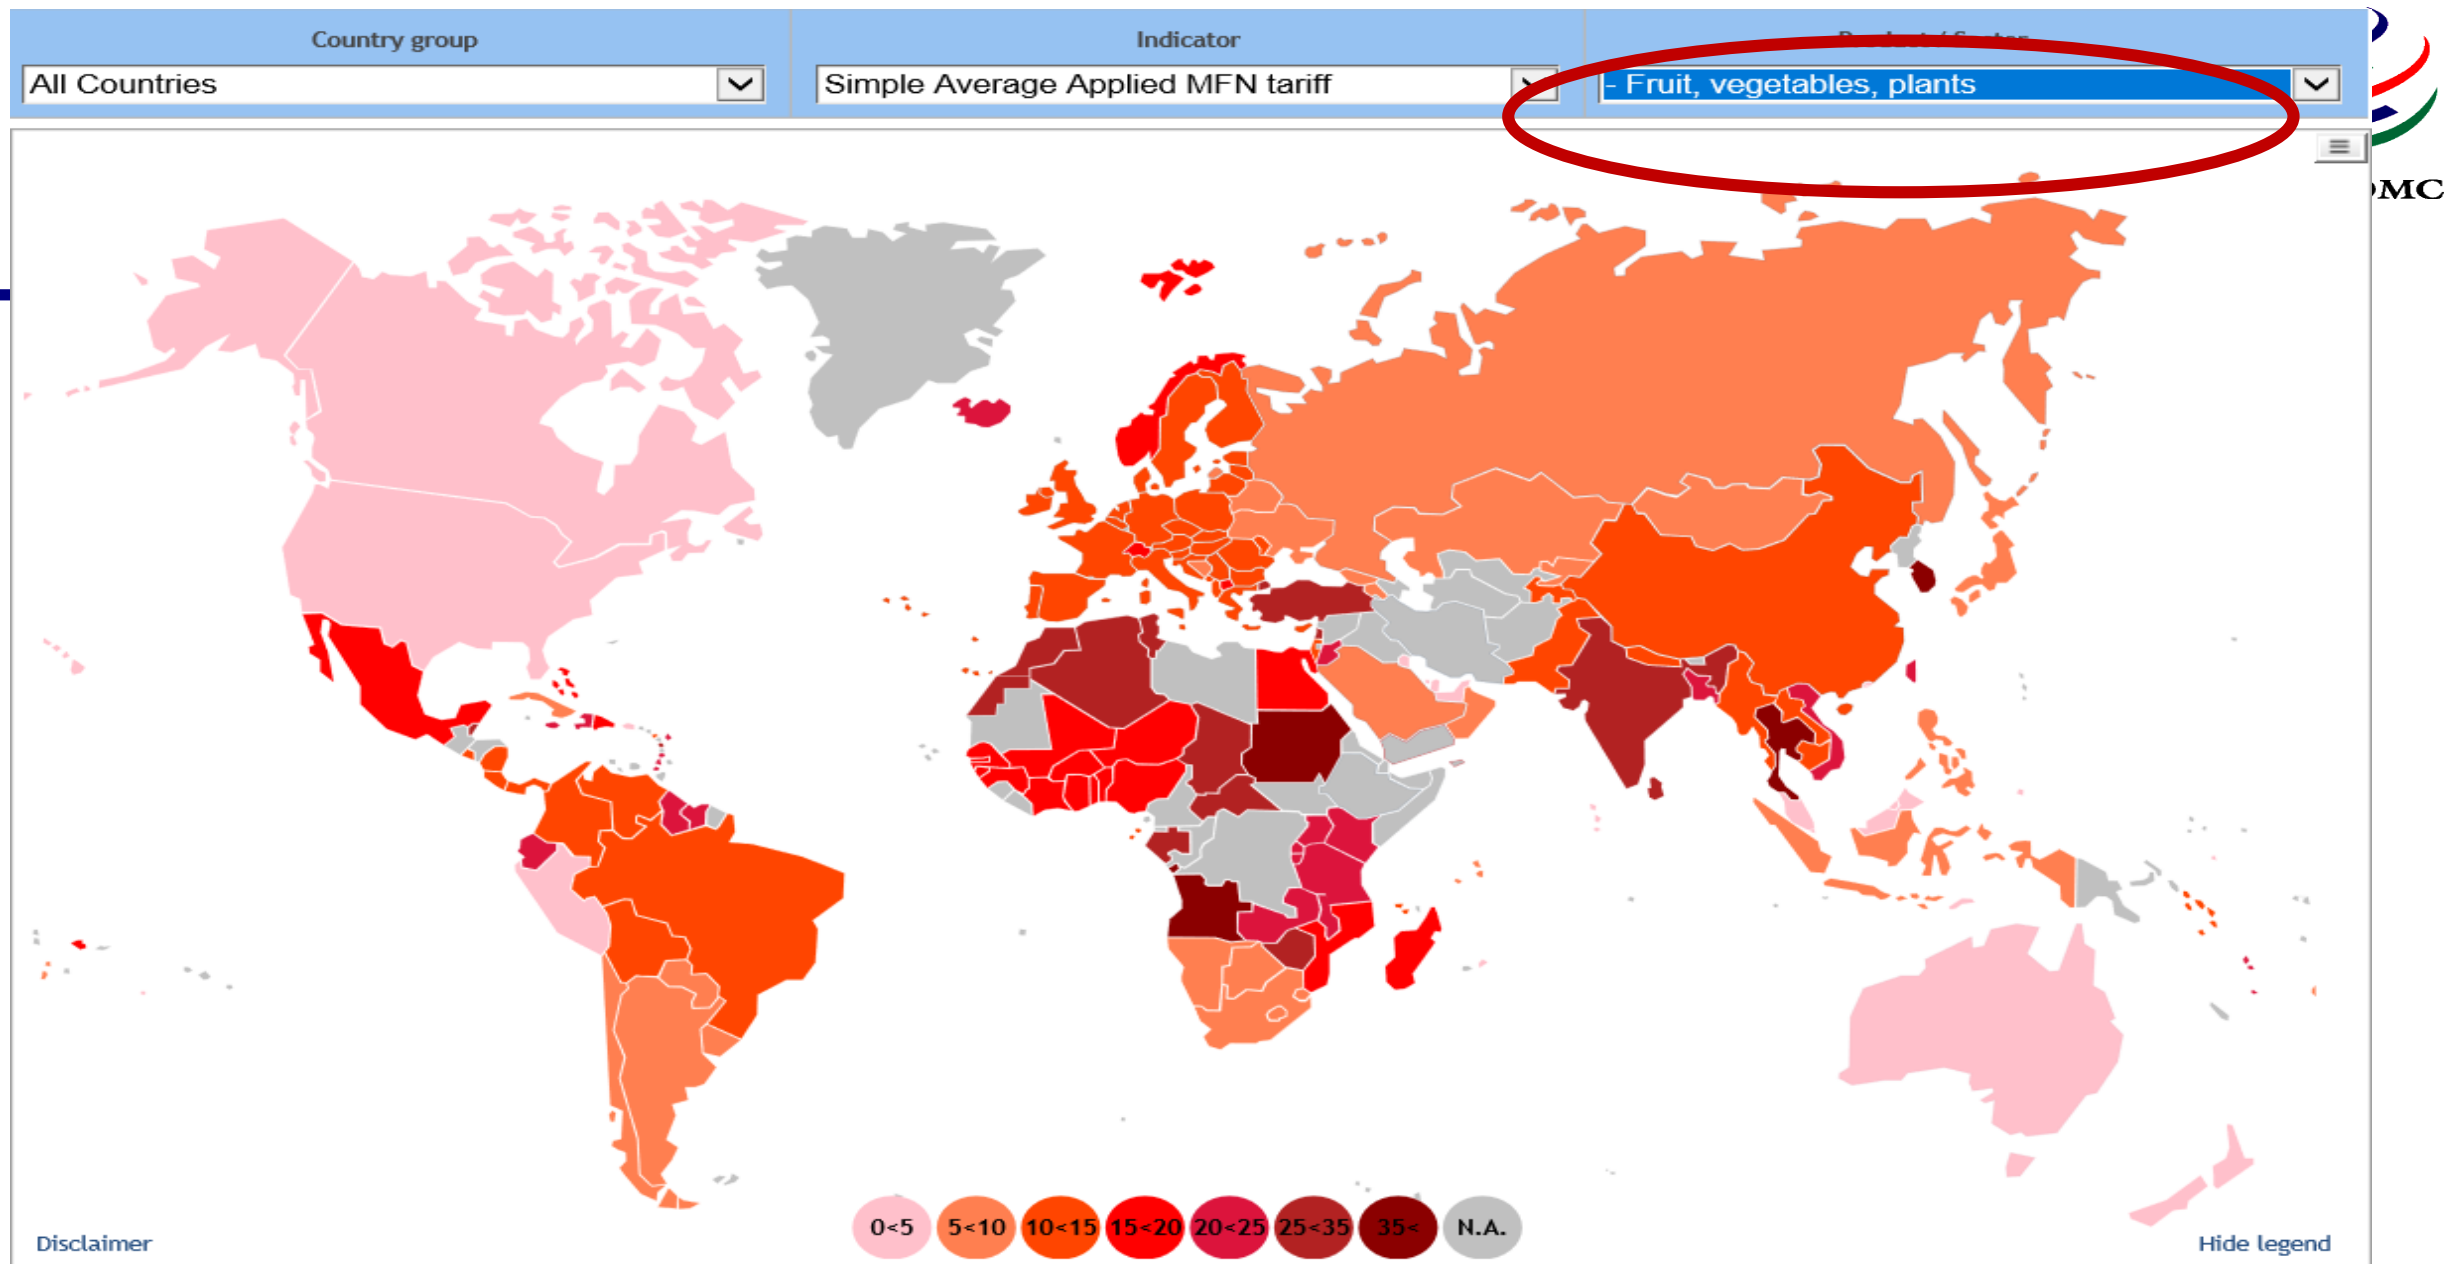 Country group
Indicator
All Countries
Simple Average Applied MFN tariff
- Fruit, vegetables, plants
OMC
0<5
5<10
10<15
15<20
20<25
25<35
35<
N.A.
Disclaimer
Hide legend